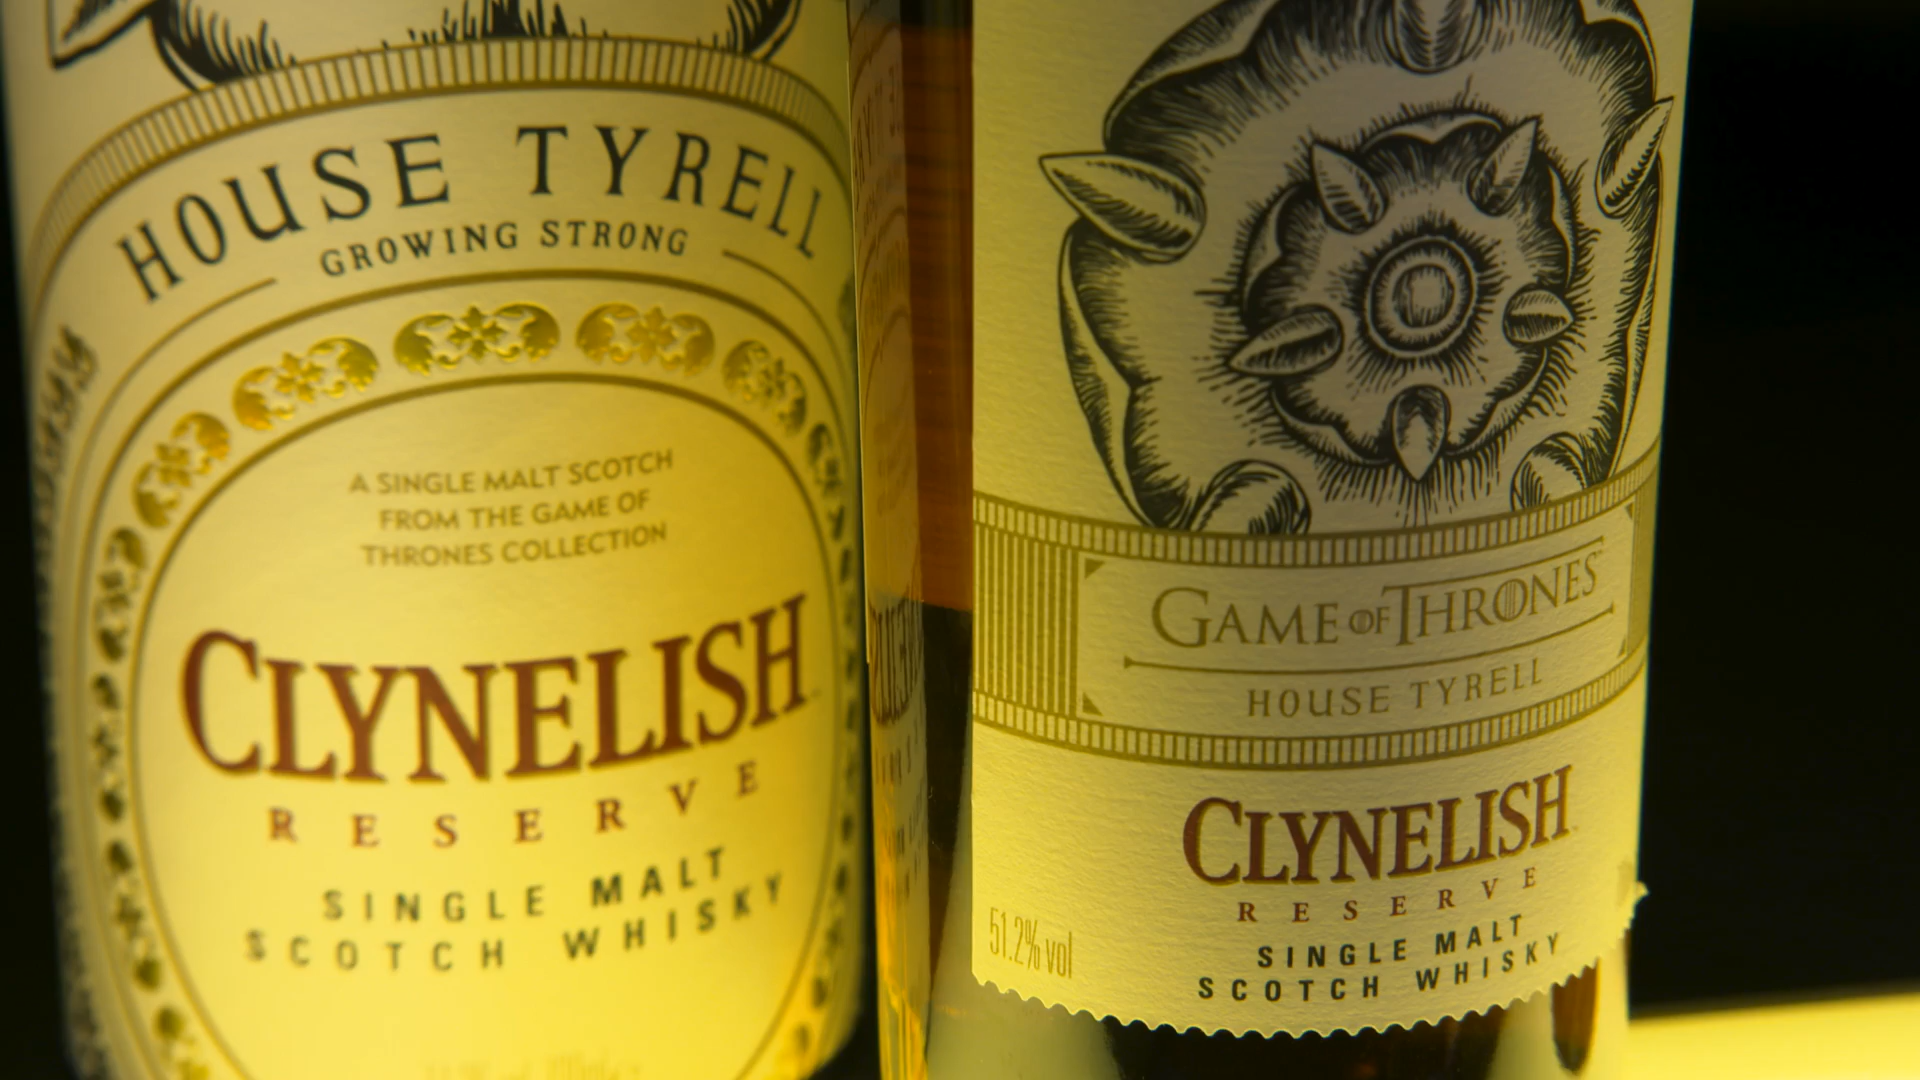 HOUSE TYRELL
GROWING STRONG
A SINGLE MALT SCOTCH
FROM THE GAME OF
THRONES COLLECTION
CLYNELISH
RESERVE
SINGLE MALT
SCOTCH WHISKY
GAME OF THRONES
HOUSE TYRELL
CLYNELISH
RESERVE
51.2% vol
SINGLE MALT
SCOTCH WHISKY